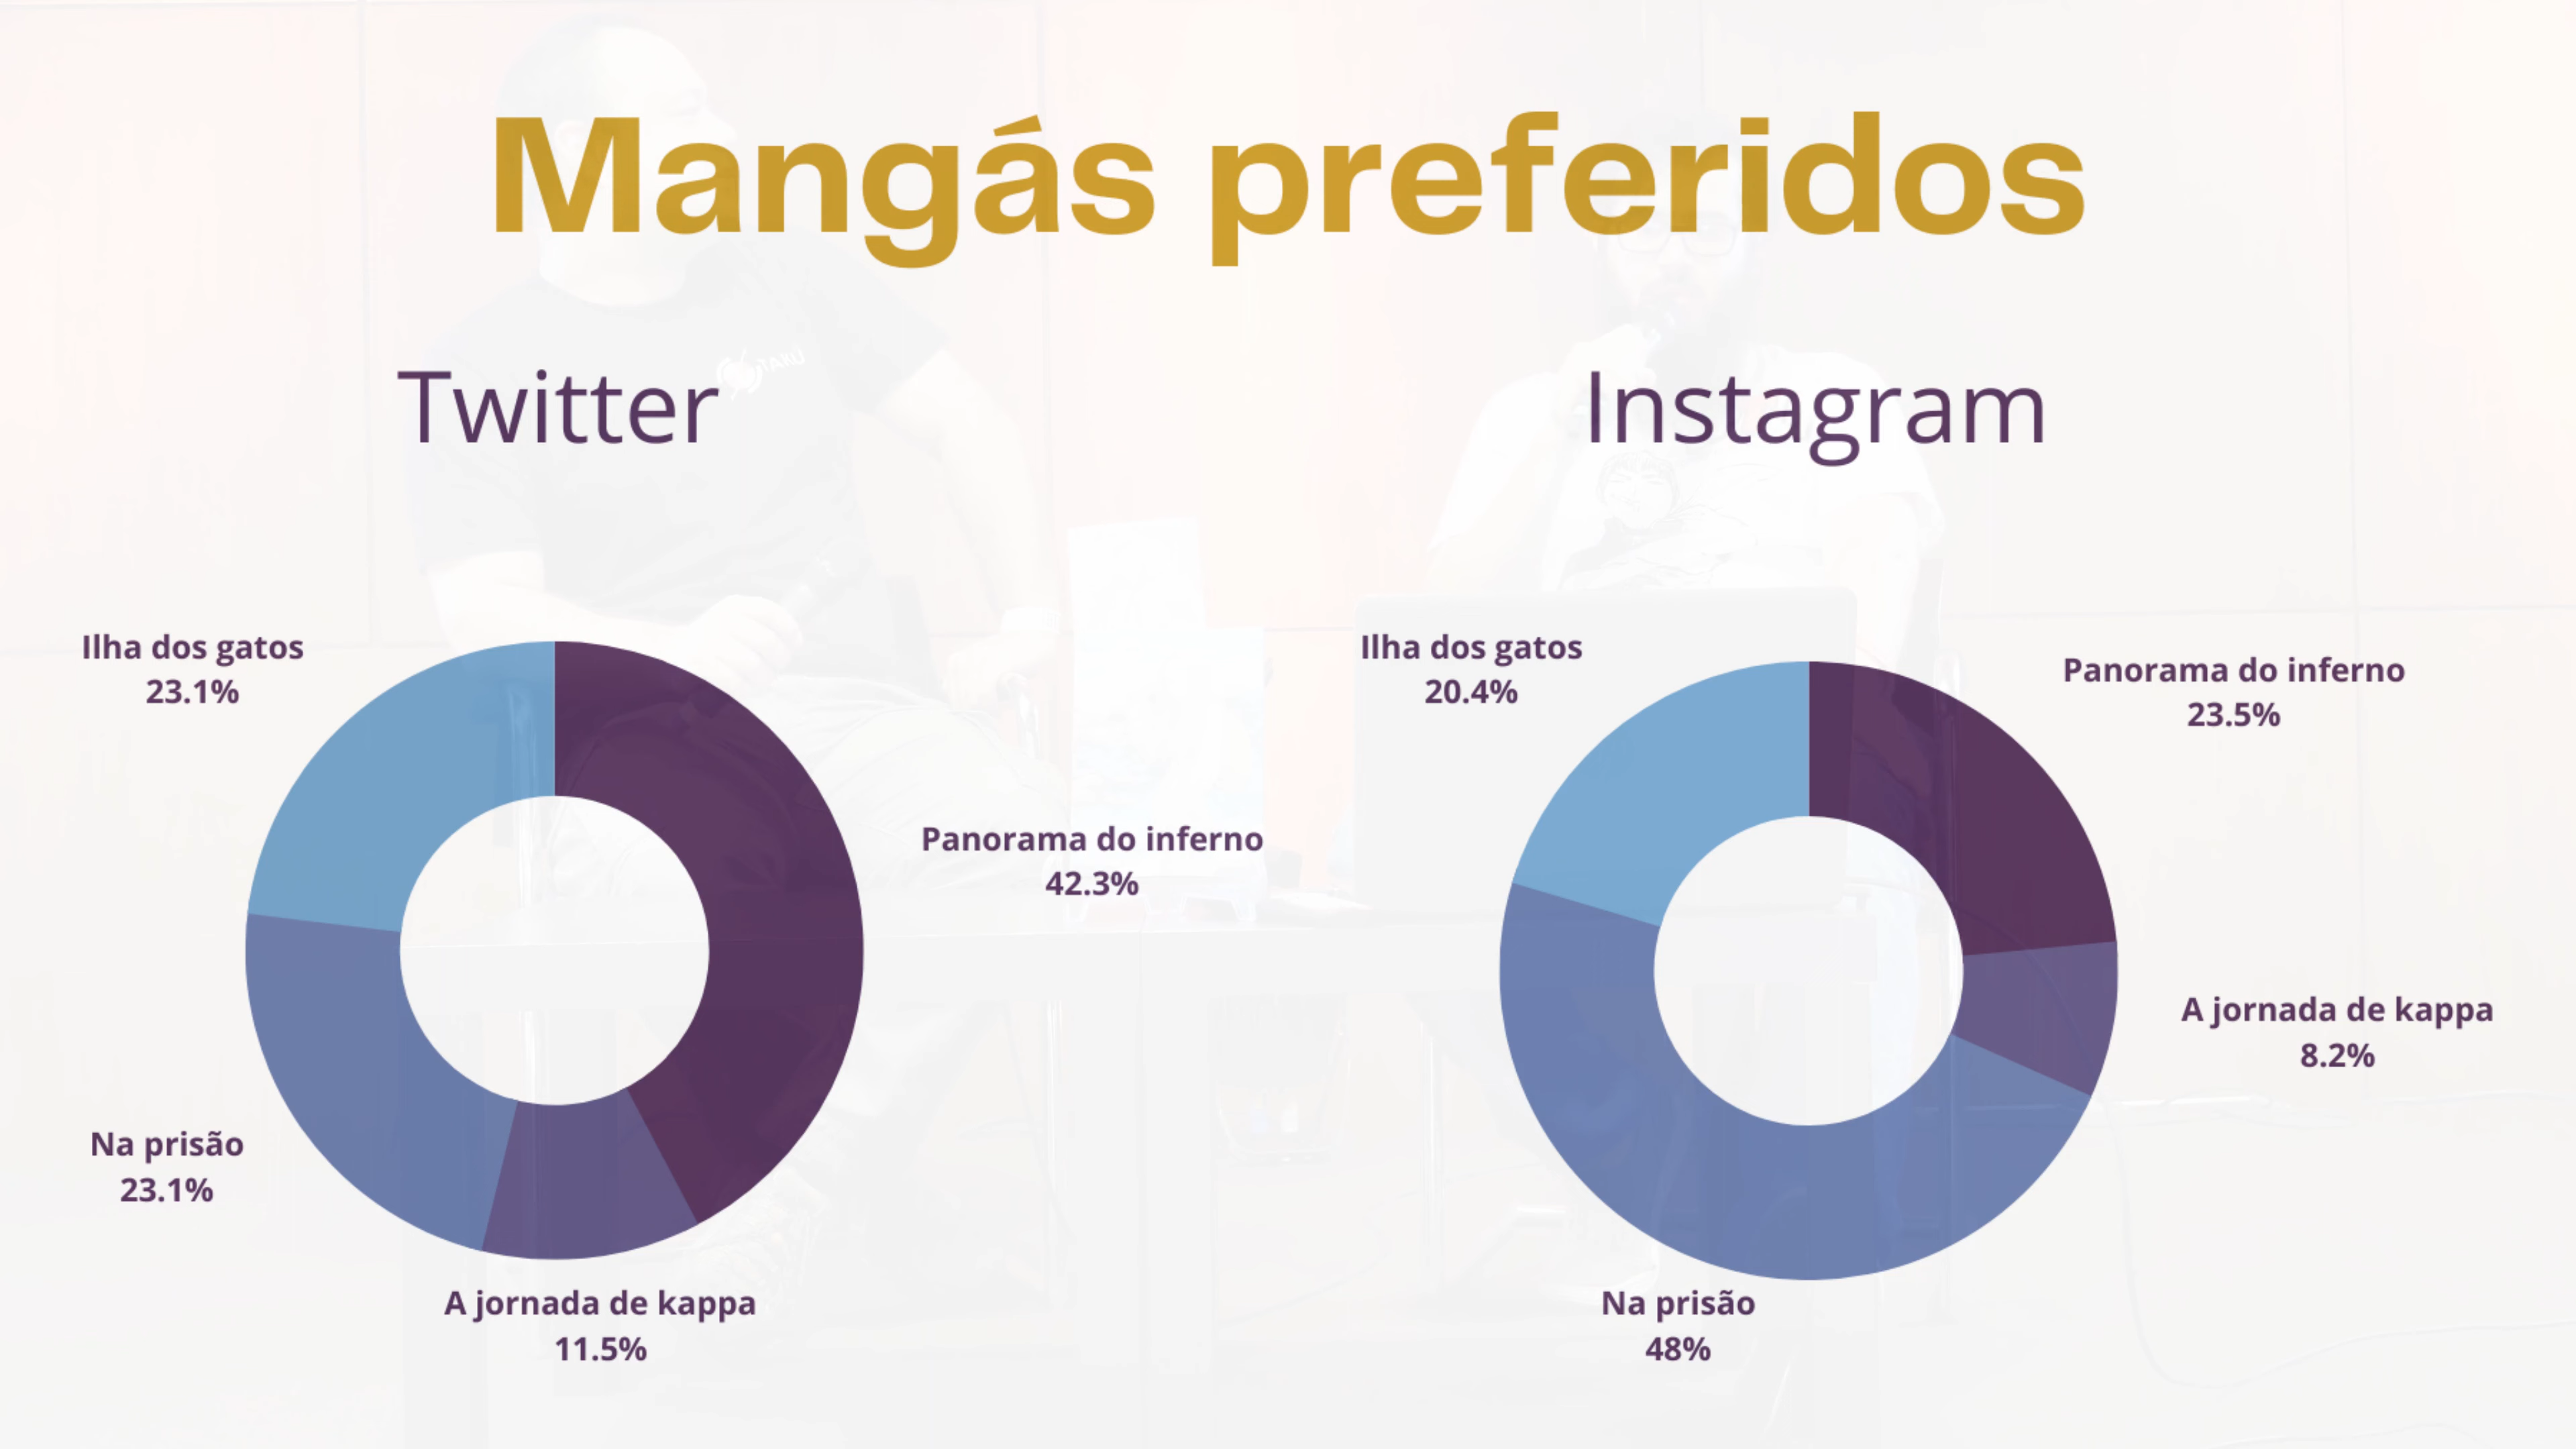 Mangás preferidos
Twitter
Ilha dos gatos
23.1%
Panorama do inferno
42.3%
Na prisão
23.1%
A jornada de kappa
11.5%
Instagram
Ilha dos gatos
20.4%
Panorama do inferno
23.5%
A jornada de kappa
8.2%
Na prisão
48%